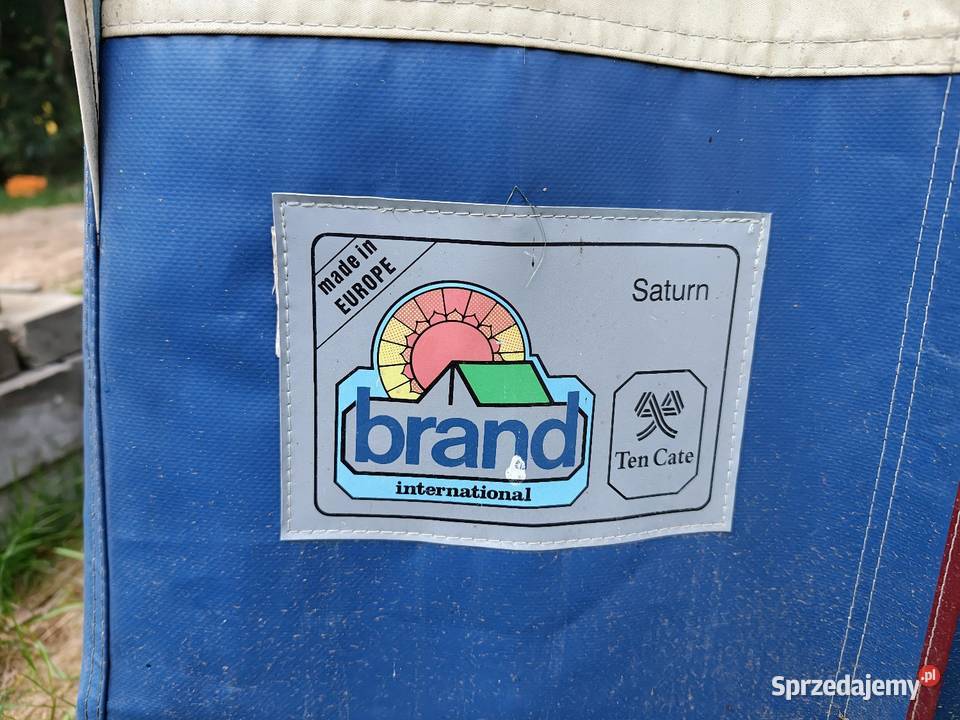 made in
EUROPE
Saturn
brand
international
Ten Cate
Sprzedajemy.pl